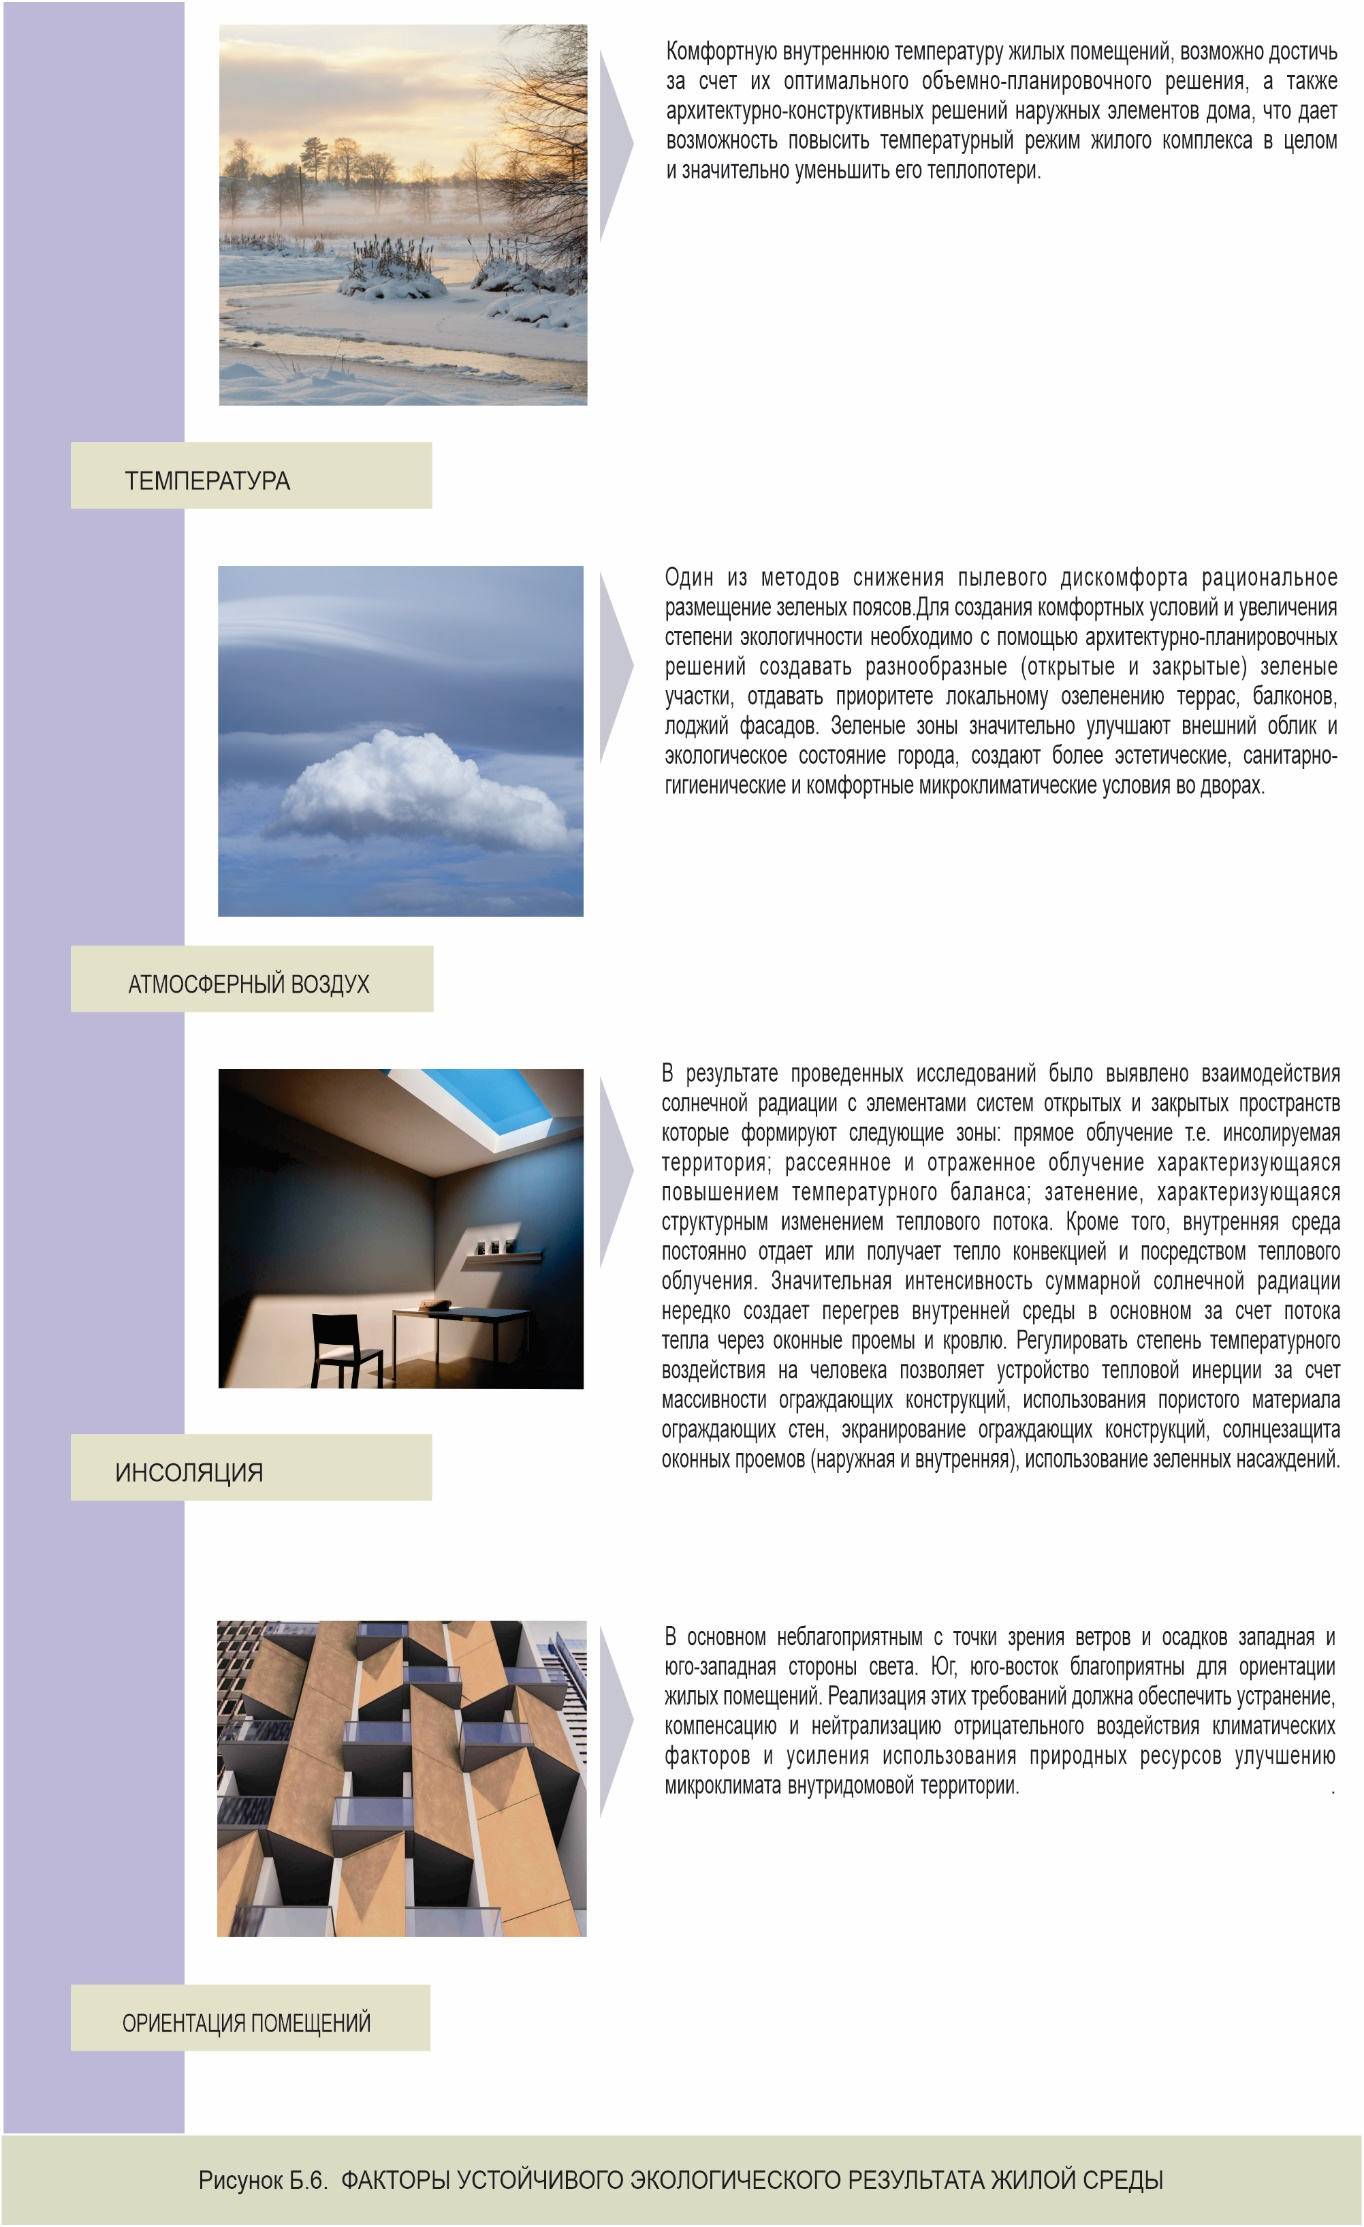 Комфортную внутреннюю температуру жилых помещений, возможно достичь
за счет их оптимального объемно-планировочного решения, а также
архитектурно-конструктивных решений наружных элементов дома, что дает
возможность повысить температурный режим жилого комплекса в целом
и значительно уменьшить его теплопотери.
ТЕМПЕРАТУРА
Один из методов снижения пылевого дискомфорта рациональное
размещение зеленых поясов.Для создания комфортных условий и увеличения
степени экологичности необходимо с помощью архитектурно-планировочных
решений создавать разнообразные (открытые и закрытые) зеленые
участки, отдавать приоритете локальному озеленению террас, балконов,
лоджий фасадов. Зеленые зоны значительно улучшают внешний облик и
экологическое состояние города, создают более эстетические, санитарно-
гигиенические и комфортные микроклиматические условия во дворах.
АТМОСФЕРНЫЙ ВОЗДУХ
В результате проведенных исследований было выявлено взаимодействия
солнечной радиации с элементами систем открытых и закрытых пространств
которые формируют следующие зоны: прямое облучение т.е. инсолируемая
территория; рассеянное и отраженное облучение характеризующаяся
повышением температурного баланса; затенение, характеризующаяся
структурным изменением теплового потока. Кроме того, внутренняя среда
постоянно отдает или получает тепло конвекцией и посредством теплового
облучения. Значительная интенсивность суммарной солнечной радиации
нередко создает перегрев внутренней среды в основном за счет потока
тепла через оконные проемы и кровлю. Регулировать степень температурного
воздействия на человека позволяет устройство тепловой инерции за счет
массивности ограждающих конструкций, использования пористого материала
ограждающих стен, экранирование ограждающих конструкций, солнцезащита
оконных проемов (наружная и внутренняя), использование зеленных насаждений.
ИНСОЛЯЦИЯ
В основном неблагоприятным с точки зрения ветров и осадков западная и
юго-западная стороны света. Юг, юго-восток благоприятны для ориентации
жилых помещений. Реализация этих требований должна обеспечить устранение,
компенсацию и нейтрализацию отрицательного воздействия климатических
факторов и усиления использования природных ресурсов улучшению
микроклимата внутридомовой территории. .
ОРИЕНТАЦИЯ ПОМЕЩЕНИЙ
Рисунок Б.6. ФАКТОРЫ УСТОЙЧИВОГО ЭКОЛОГИЧЕСКОГО РЕЗУЛЬТАТА ЖИЛОЙ СРЕДЫ